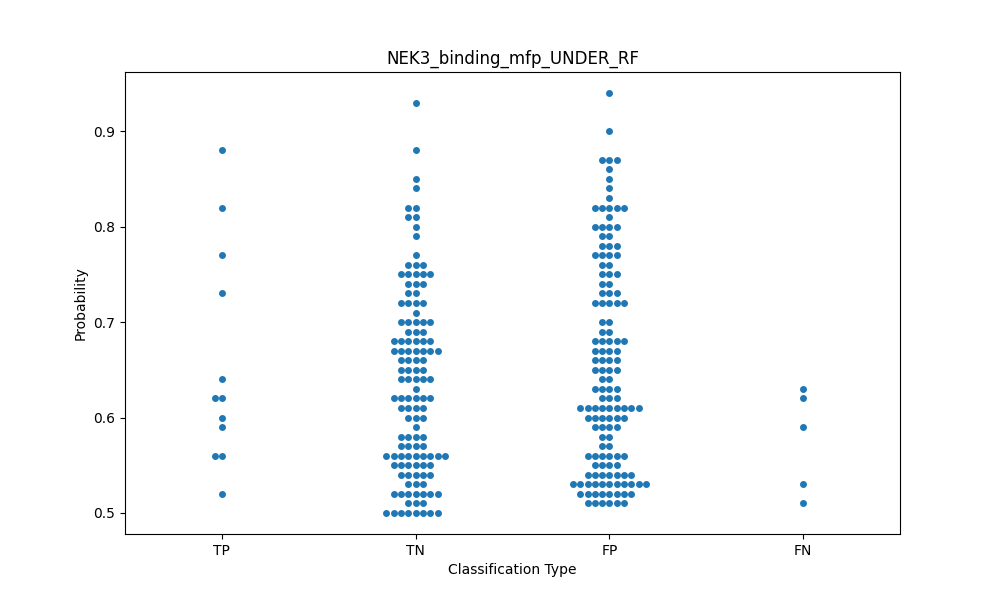 NEK3_binding_mfp_UNDER_RF
Probability
0.9
0.8
0.7
0.6
0.5
TP TN FP FN
Classification Type